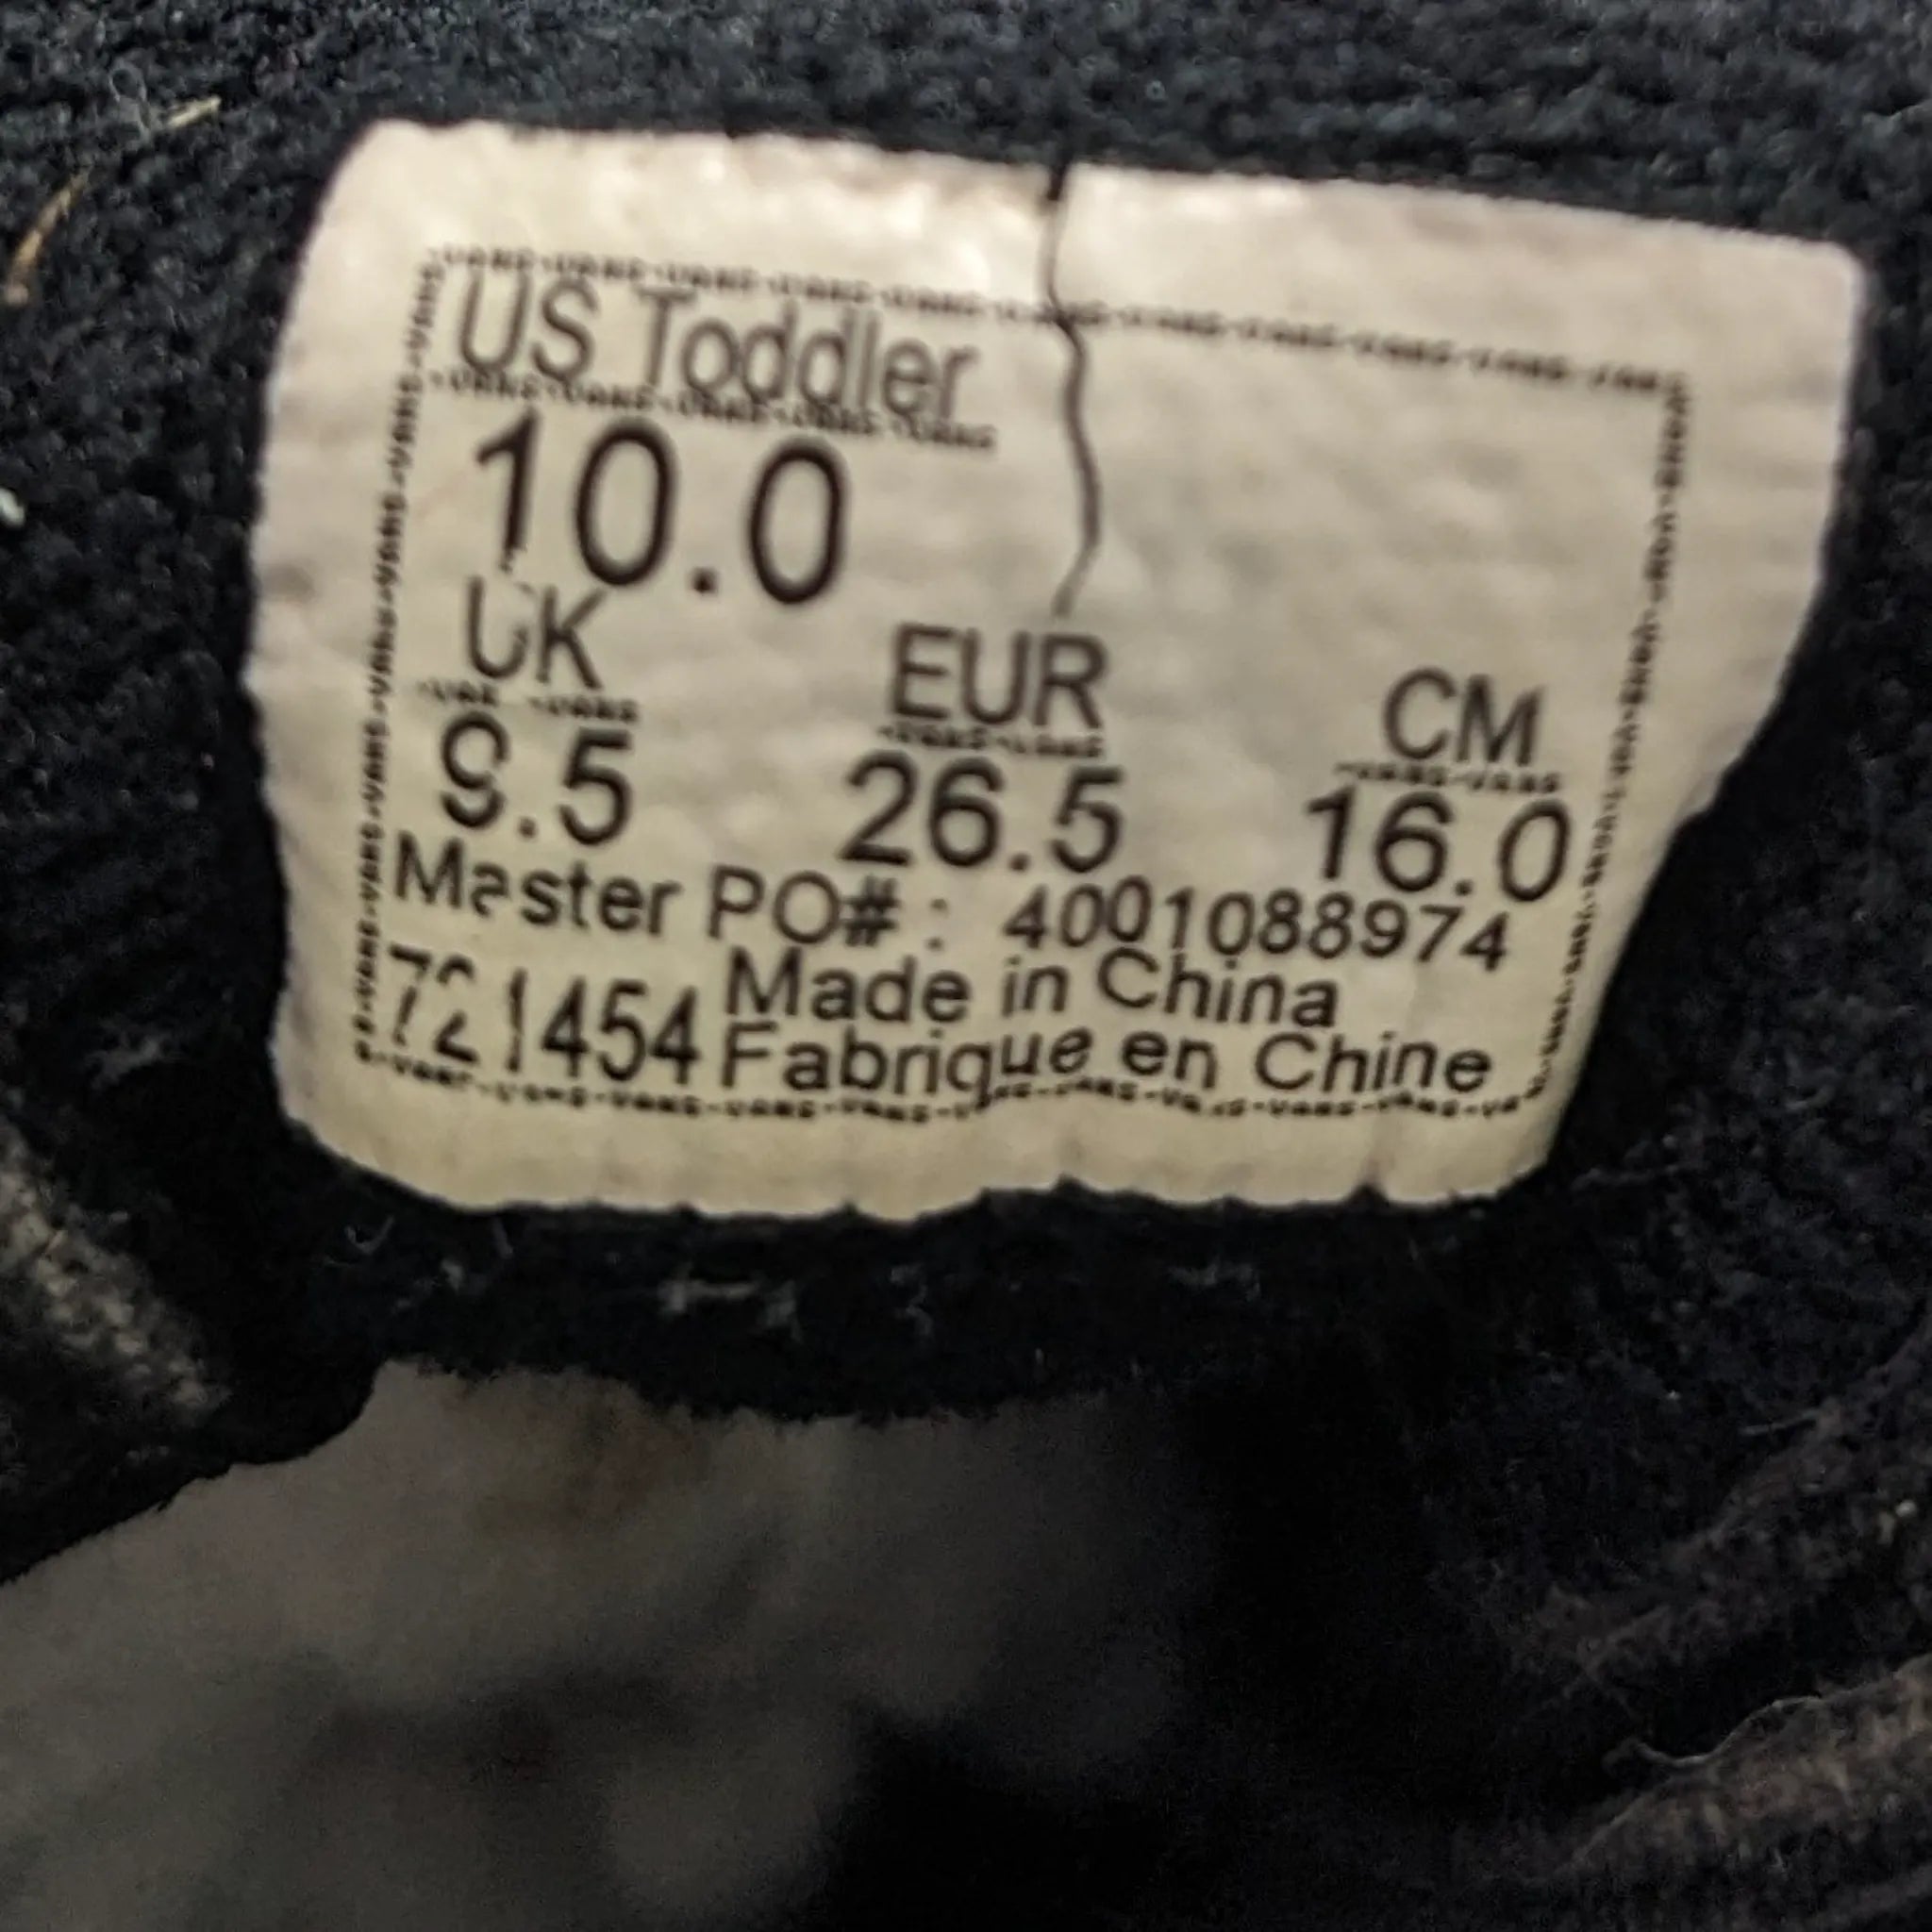 US Toddler
10.0
UK EUR CM
9.5 26.5 16.0
Master PO# : 4001088974
721454 Made in China
Fabrique en Chine